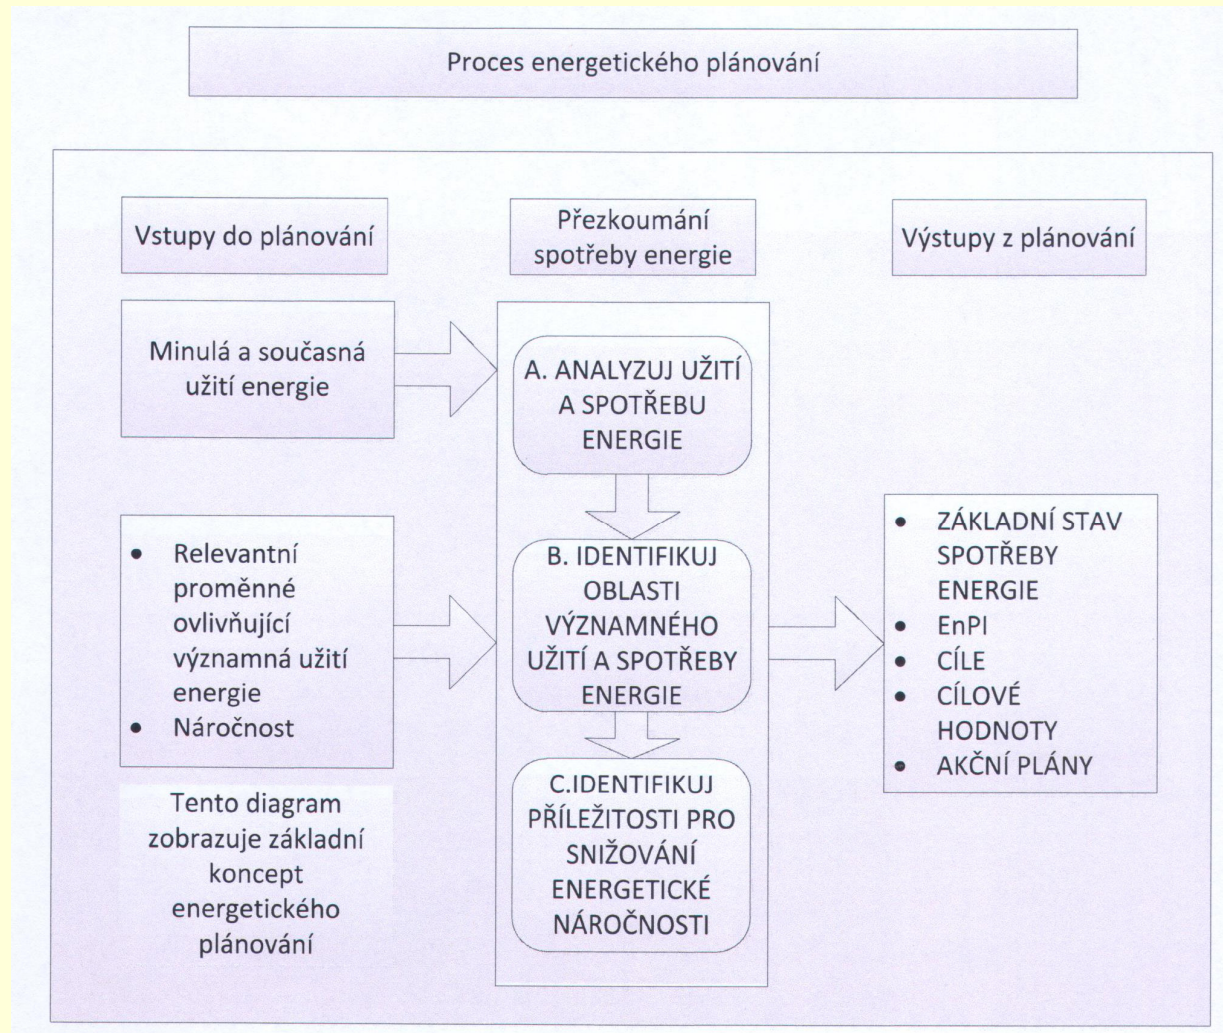 Proces energetického plánování
Vstupy do plánování
Minulá a současná
užití energie
• Relevantní
proměnné
ovlivňující
významná užití
energie
• Náročnost
Tento diagram
zobrazuje základní
koncept
energetického
plánování
Přezkoumání
spotřeby energie
A. ANALYZUJ UŽITÍ
A SPOTŘEBU
ENERGIE
B. IDENTIFIKUJ
OBLASTI
VÝZNAMNÉHO
UŽITÍ A SPOTŘEBY
ENERGIE
C.IDENTIFIKUJ
PŘÍLEŽITOSTI PRO
SNIŽOVÁNÍ
ENERGETICKÉ
NÁROČNOSTI
Výstupy z plánování
• ZÁKLADNÍ STAV
SPOTŘEBY
ENERGIE
• EnPI
• CÍLE
• CÍLOVÉ
HODNOTY
• AKČNÍ PLÁNY